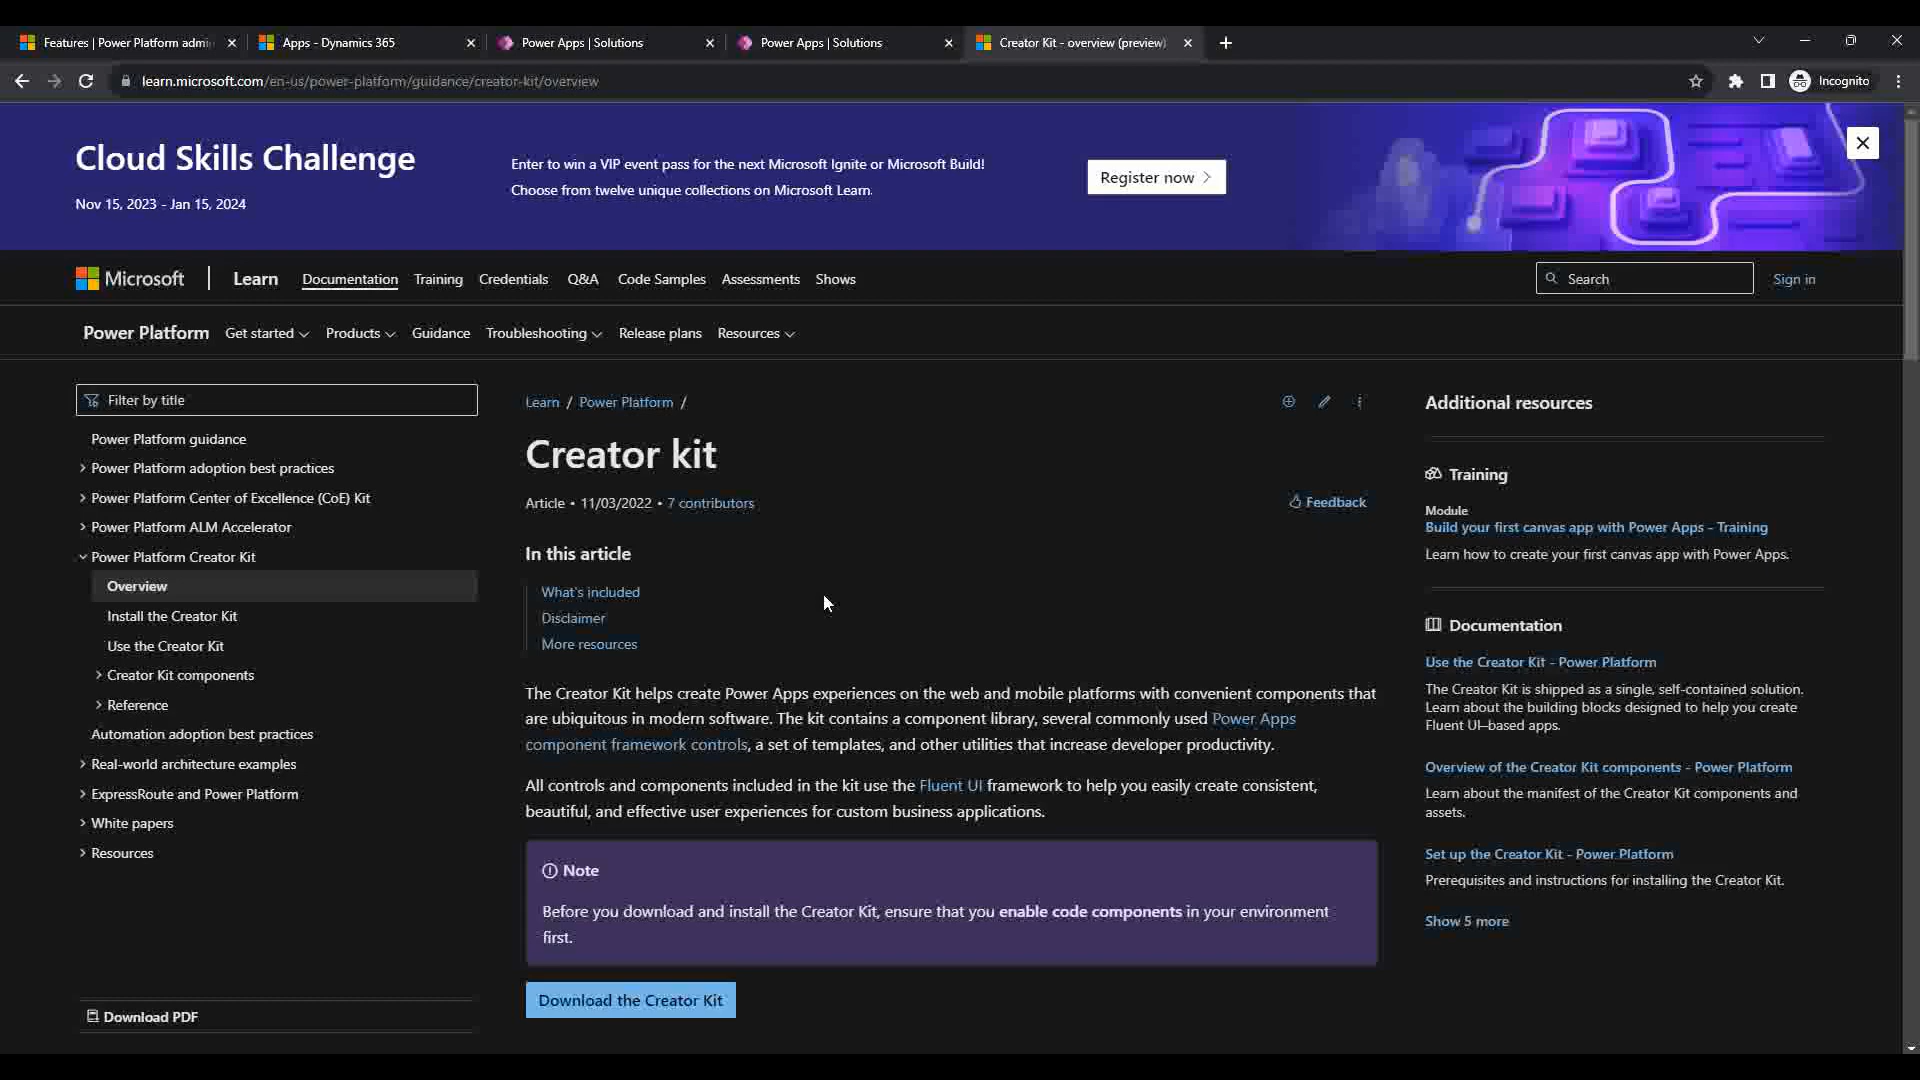 Features | Power Platform admi
Apps - Dynamics 365
Power Apps | Solutions
Power Apps | Solutions
Creator Kit - overview (preview)
learn.microsoft.com/en-us/power-platform/guidance/creator-kit/overview
Incognito
Cloud Skills Challenge
Nov 15, 2023 - Jan 15, 2024
Enter to win a VIP event pass for the next Microsoft Ignite or Microsoft Build!
Choose from twelve unique collections on Microsoft Learn.
Register now
Microsoft
Learn
Documentation
Training
Credentials
Q&A
Code Samples
Assessments
Shows
Search
Sign in
Power Platform
Get started
Products
Guidance
Troubleshooting
Release plans
Resources
Filter by title
Power Platform guidance
Power Platform adoption best practices
Power Platform Center of Excellence (CoE) Kit
Power Platform ALM Accelerator
Power Platform Creator Kit
Overview
Install the Creator Kit
Use the Creator Kit
Creator Kit components
Reference
Automation adoption best practices
Real-world architecture examples
ExpressRoute and Power Platform
White papers
Resources
Download PDF
Learn / Power Platform /
Creator kit
Article • 11/03/2022 • 7 contributors
Feedback
In this article
What's included
Disclaimer
More resources
The Creator Kit helps create Power Apps experiences on the web and mobile platforms with convenient components that
are ubiquitous in modern software. The kit contains a component library, several commonly used Power Apps
component framework controls, a set of templates, and other utilities that increase developer productivity.
All controls and components included in the kit use the Fluent UI framework to help you easily create consistent,
beautiful, and effective user experiences for custom business applications.
Note
Before you download and install the Creator Kit, ensure that you enable code components in your environment
first.
Download the Creator Kit
Additional resources
Training
Module
Build your first canvas app with Power Apps - Training
Learn how to create your first canvas app with Power Apps.
Documentation
Use the Creator Kit - Power Platform
The Creator Kit is shipped as a single, self-contained solution.
Learn about the building blocks designed to help you create
Fluent UI–based apps.
Overview of the Creator Kit components - Power Platform
Learn about the manifest of the Creator Kit components and
assets.
Set up the Creator Kit - Power Platform
Prerequisites and instructions for installing the Creator Kit.
Show 5 more